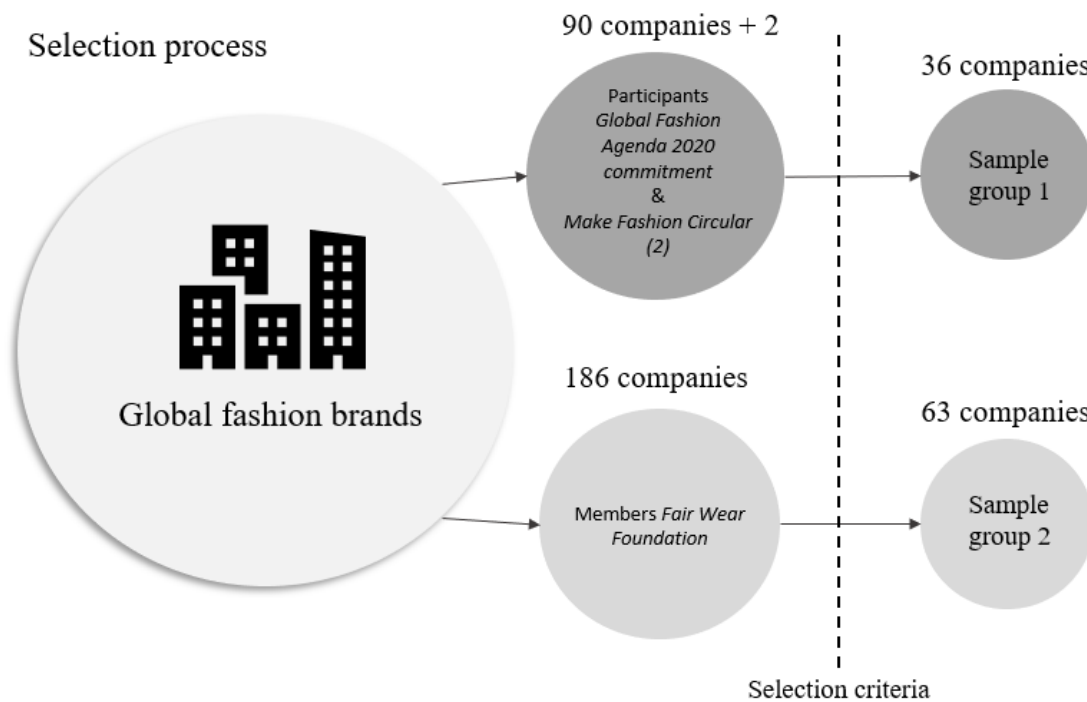 Selection process
90 companies + 2
36 companies
Participants
Global Fashion
Agenda 2020
commitment
&
Make Fashion Circular
(2)
Sample
group 1
Global fashion brands
186 companies
63 companies
Members Fair Wear
Foundation
Sample
group 2
Selection criteria